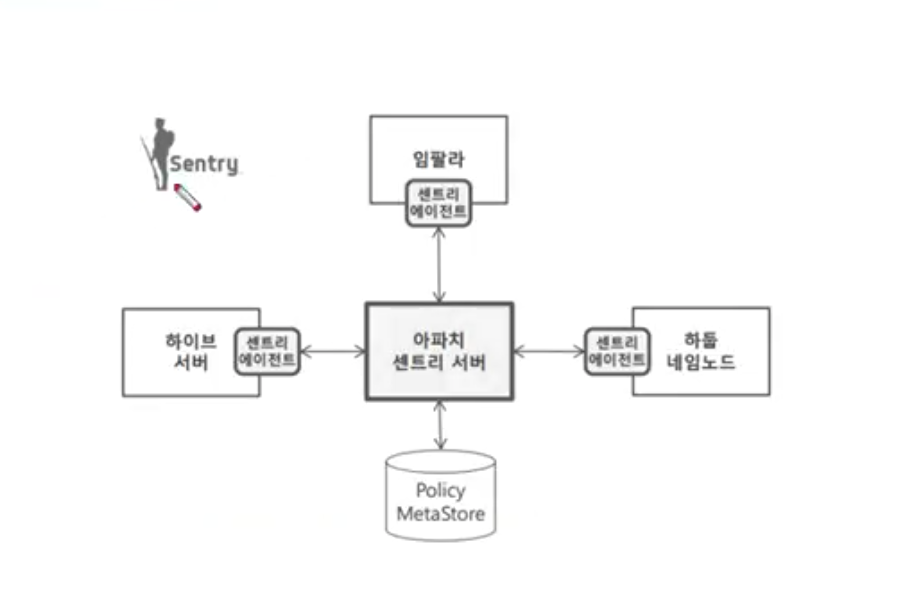 Sentry
임팔라
센트리
에이전트
하이브
서버
센트리
에이전트
아파치
센트리 서버
센트리
에이전트
하둡
네임노드
Policy
MetaStore